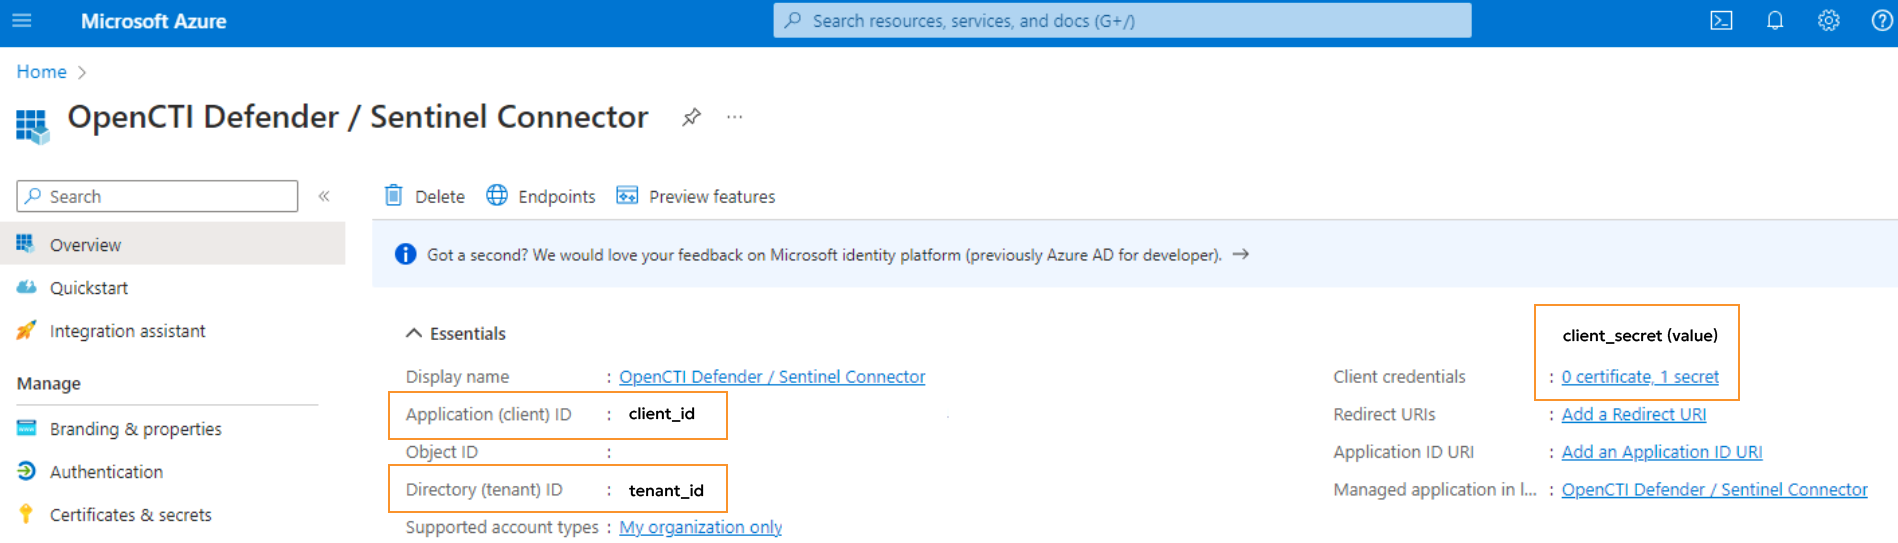 Microsoft Azure
Search resources, services, and docs (G+/)
Home
OpenCTI Defender / Sentinel Connector
...
Search
«
Delete
Endpoints
Preview features
Overview
Got a second? We would love your feedback on Microsoft identity platform (previously Azure AD for developer). →
Quickstart
Integration assistant
Essentials
client_secret (value)
Manage
Display name : OpenCTI Defender / Sentinel Connector
Client credentials : 0 certificate, 1 secret
Application (client) ID : client_id
Redirect URIs : Add a Redirect URI
Branding & properties
Object ID :
Application ID URI : Add an Application ID URI
Authentication
Directory (tenant) ID : tenant_id
Managed application in l... : OpenCTI Defender / Sentinel Connector
Certificates & secrets
Supported account types : My organization only